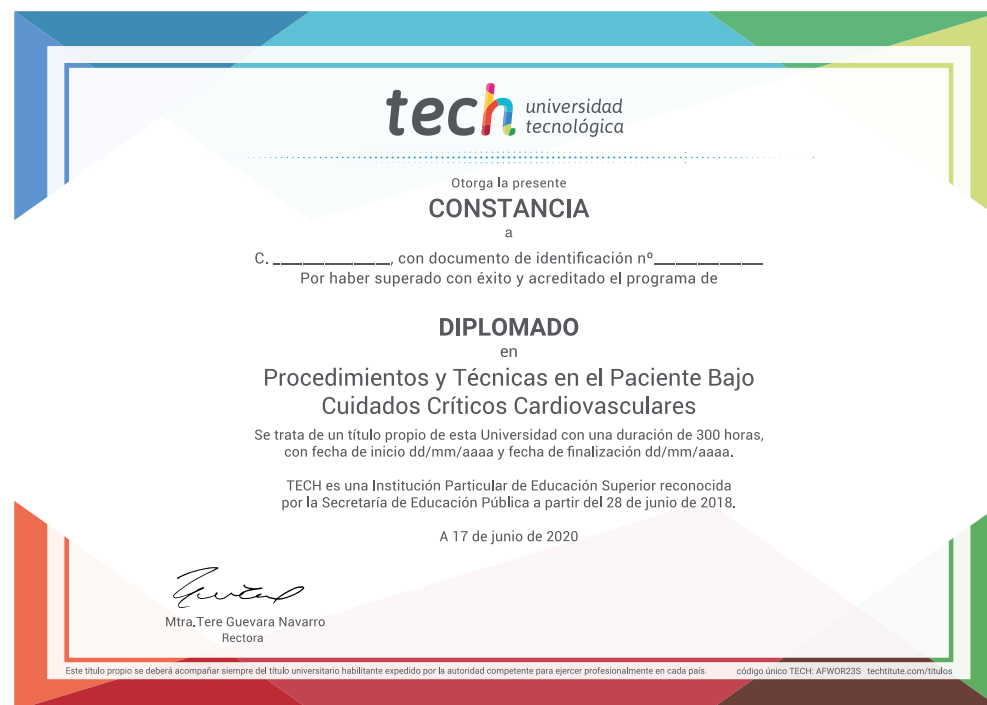 tech universidad
tecnológica
Otorga la presente
CONSTANCIA
a
C. ______________, con documento de identificación nº______________
Por haber superado con éxito y acreditado el programa de
DIPLOMADO
en
Procedimientos y Técnicas en el Paciente Bajo
Cuidados Críticos Cardiovasculares
Se trata de un título propio de esta Universidad con una duración de 300 horas,
con fecha de inicio dd/mm/aaaa y fecha de finalización dd/mm/aaaa.
TECH es una Institución Particular de Educación Superior reconocida
por la Secretaría de Educación Pública a partir del 28 de junio de 2018.
A 17 de junio de 2020
Mtra.Tere Guevara Navarro
Rectora
Este título propio se deberá acompañar siempre del título universitario habilitante expedido por la autoridad competente para ejercer profesionalmente en cada país. código único TECH: AFWOR23S techtitute.com/titulos